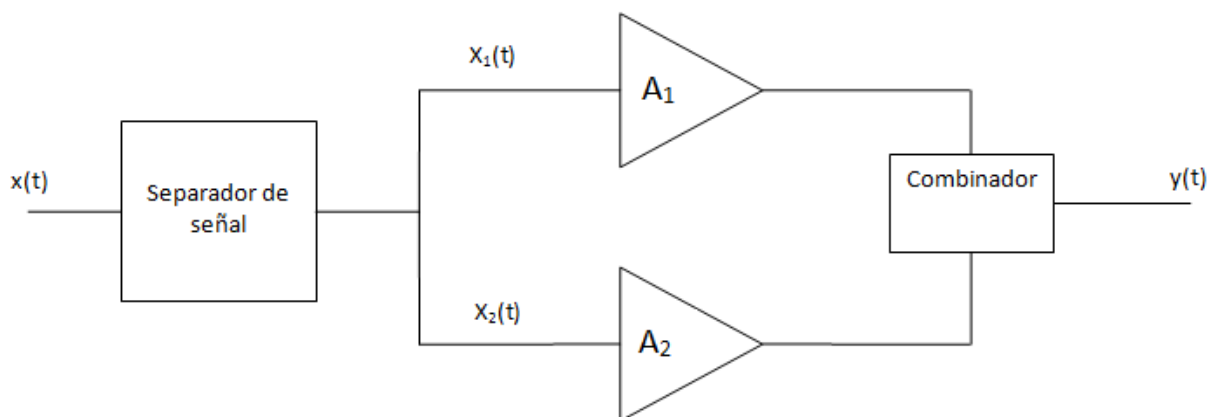 X₁(t)
A₁
x(t)
Separador de
señal
Combinador
y(t)
X₂(t)
A₂